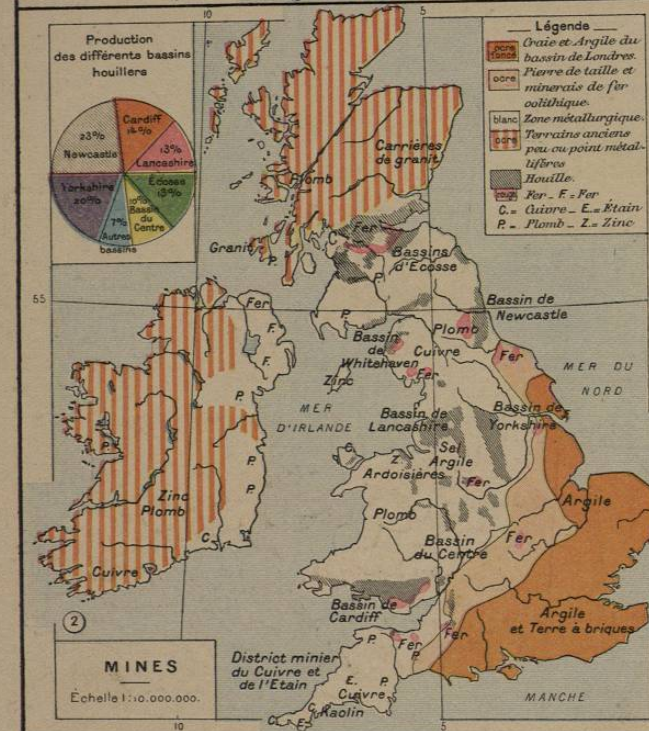 10
5
Production
des différents bassins
houillers
23%
Newcastle
Cardiff
14%
13%
Lancashire
Ecosse
13%
10%
Bassin
du
Centre
7%
Autres
bassins
Yorkshire
20%
Légende
ocre
foncé
Craie et Argile du
bassin de Londres.
ocre
Pierre de taille et
minerais de fer
oolithique.
blanc
Zone métallurgique.
ocre
Terrains anciens
peu ou point métal-
lifères
Houille.
rouge
Fer _ F. = Fer
C. = Cuivre _ E. = Étain
P. = Plomb _ Z. = Zinc
Carrières
de granit
Plomb
Granit
P.
C.
Fer
P.
Bassins
d'Ecosse
55
Bassin de
Newcastle
Fer
F.
F.
P.
P.
Plomb
Bassin
de
Whitehaven
Cuivre
Fer
Fer
Zinc
MER DU
NORD
MER
D'IRLANDE
Bassin de
Lancashire
Bassin de
Yorkshire
P.
P.
P.
C.
Z.
Ardoisières
Sel
Argile
Fer
Argile
Zinc
Plomb
Plomb
Bassin
du Centre
Fer
Cuivre
C.
Bassin de
Cardiff
Argile
et Terre à briques
2
MINES
Échelle 1:10.000.000.
District minier
du Cuivre et
de l'Etain
P.
Fer
P.
Fer
E.
P.
Cuivre
C.
Kaolin
C.
E.
MANCHE
10
5